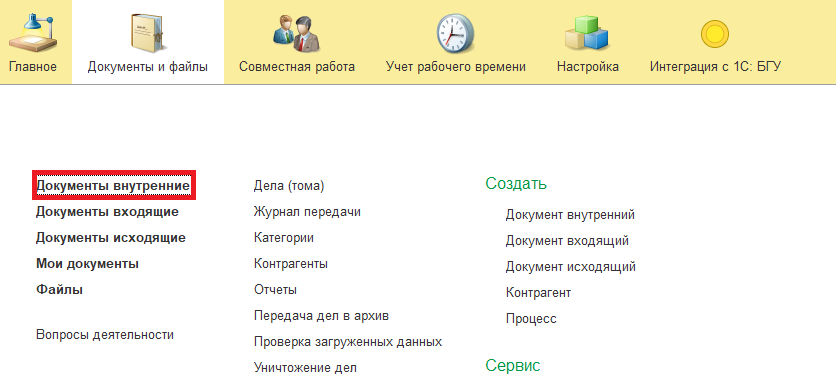 Главное
Документы и файлы
Совместная работа
Учет рабочего времени
Настройка
Интеграция с 1С: БГУ
Документы внутренние
Документы входящие
Документы исходящие
Мои документы
Файлы
Вопросы деятельности
Дела (тома)
Журнал передачи
Категории
Контрагенты
Отчеты
Передача дел в архив
Проверка загруженных данных
Уничтожение дел
Создать
Документ внутренний
Документ входящий
Документ исходящий
Контрагент
Процесс
Сервис